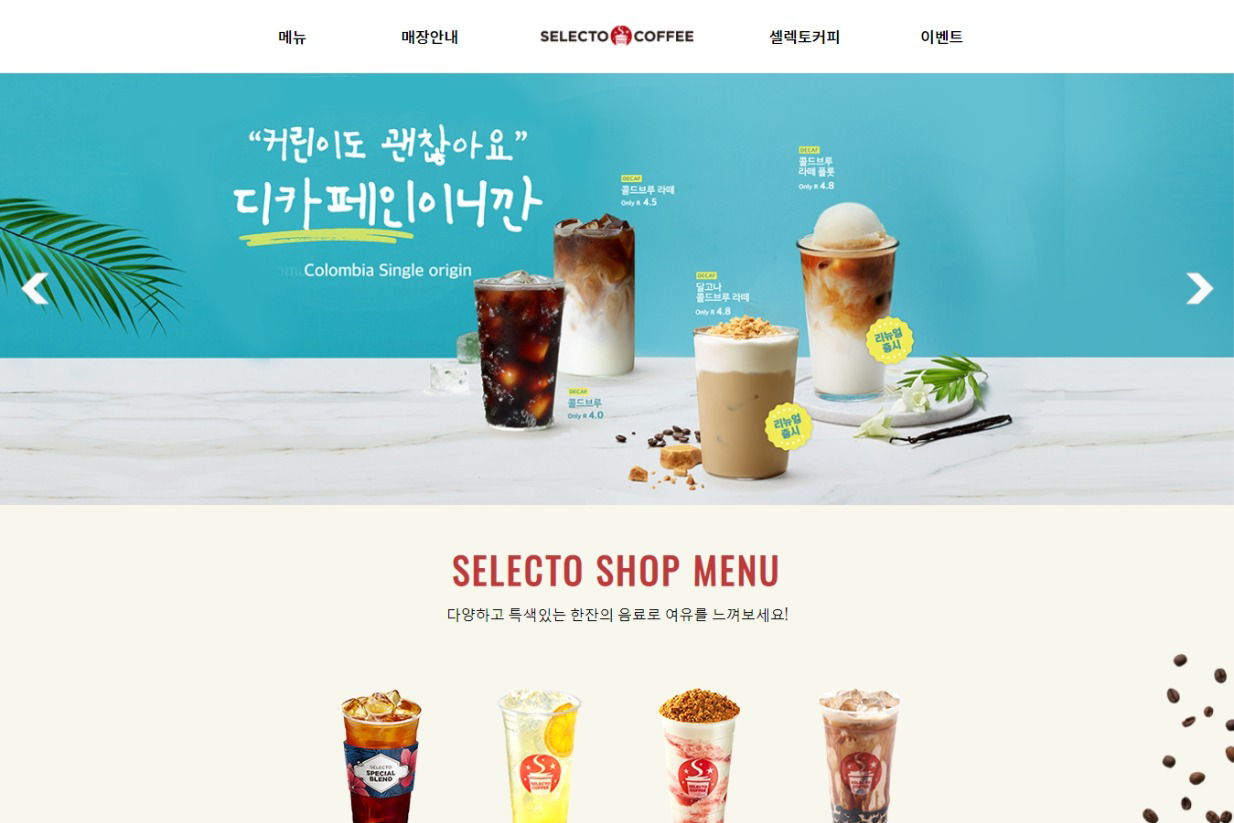 메뉴
매장안내
SELECTO COFFEE
셀렉토커피
이벤트
“커린이도 괜찮아요”
디카페인이니깐
Colombia Single origin
DECAF
콜드브루 라떼
Only R 4.5
DECAF
콜드브루
라떼 플롯
Only R 4.8
DECAF
달고나
콜드브루 라떼
Only R 4.8
리뉴얼
출시
DECAF
콜드브루
Only R 4.0
리뉴얼
출시
SELECTO SHOP MENU
다양하고 특색있는 한잔의 음료로 여유를 느껴보세요!
SELECTO
SPECIAL
BLEND
SELECTO
COFFEE
SELECTO
COFFEE
SELECTO
COFFEE